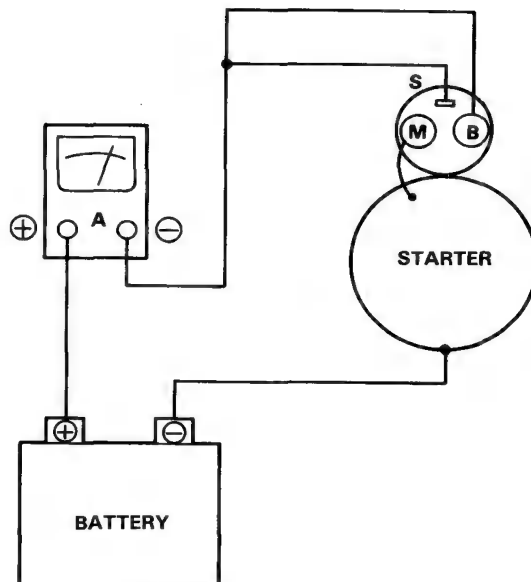 S
M B
⊕ A ⊖
STARTER
⊕ ⊖
BATTERY